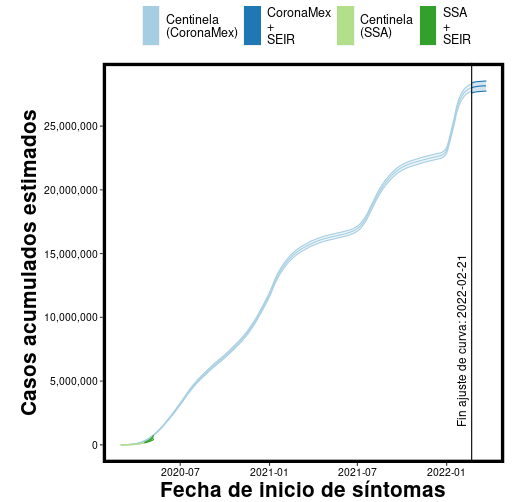 Centinela
(CoronaMex)
CoronaMex
+
SEIR
Centinela
(SSA)
SSA
+
SEIR
Casos acumulados estimados
25,000,000
20,000,000
15,000,000
10,000,000
5,000,000
0
Fin ajuste de curva: 2022-02-21
2020-07
2021-01
2021-07
2022-01
Fecha de inicio de síntomas